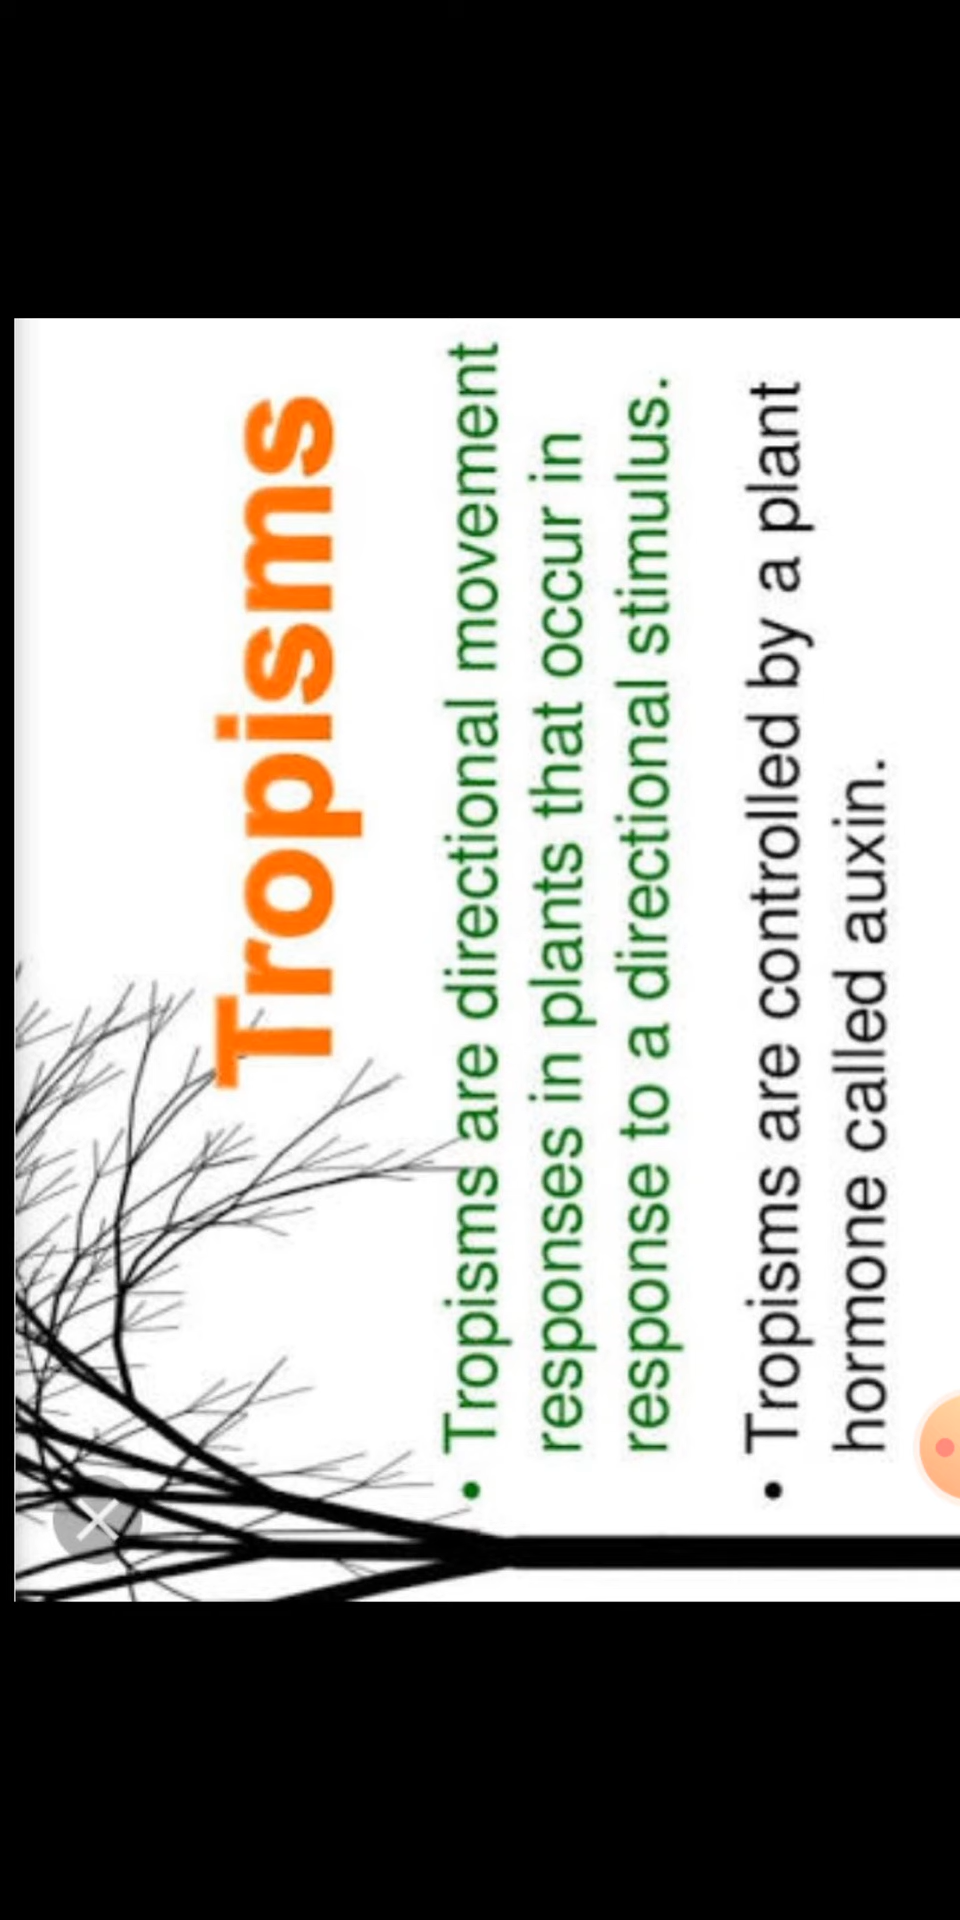 Tropisms
• Tropisms are directional movement
responses in plants that occur in
response to a directional stimulus.
• Tropisms are controlled by a plant
hormone called auxin.